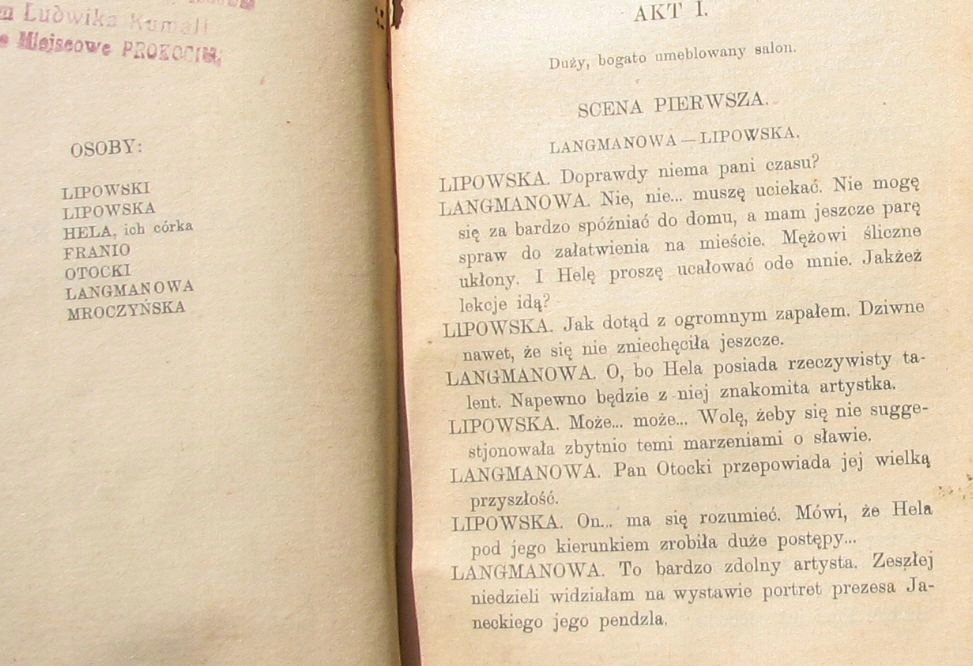 Ludwika
Miejscowe PROKOCIM
OSOBY:
LIPOWSKI
LIPOWSKA
HELA, ich córka
FRANIO
OTOCKI
LANGMANOWA
MROCZYŃSKA
AKT I.
Duży, bogato umeblowany salon.
SCENA PIERWSZA.
LANGMANOWA — LIPOWSKA.
LIPOWSKA. Doprawdy niema pani czasu?
LANGMANOWA. Nie, nie... muszę uciekać. Nie mogę
się za bardzo spóźniać do domu, a mam jeszcze parę
spraw do załatwienia na mieście. Mężowi śliczne
ukłony. I Helę proszę ucałować ode mnie. Jakżeż
lekcje idą?
LIPOWSKA. Jak dotąd z ogromnym zapałem. Dziwne
nawet, że się nie zniechęciła jeszcze.
LANGMANOWA. O, bo Hela posiada rzeczywisty ta-
lent. Napewno będzie z niej znakomita artystka.
LIPOWSKA. Może... może... Wolę, żeby się nie sugge-
stjonowała zbytnio temi marzeniami o sławie.
LANGMANOWA. Pan Otocki przepowiada jej wielką
przyszłość.
LIPOWSKA. On... ma się rozumieć. Mówi, że Hela
pod jego kierunkiem zrobiła duże postępy...
LANGMANOWA. To bardzo zdolny artysta. Zeszłej
niedzieli widziałam na wystawie portret prezesa Ja-
neckiego jego pendzla.